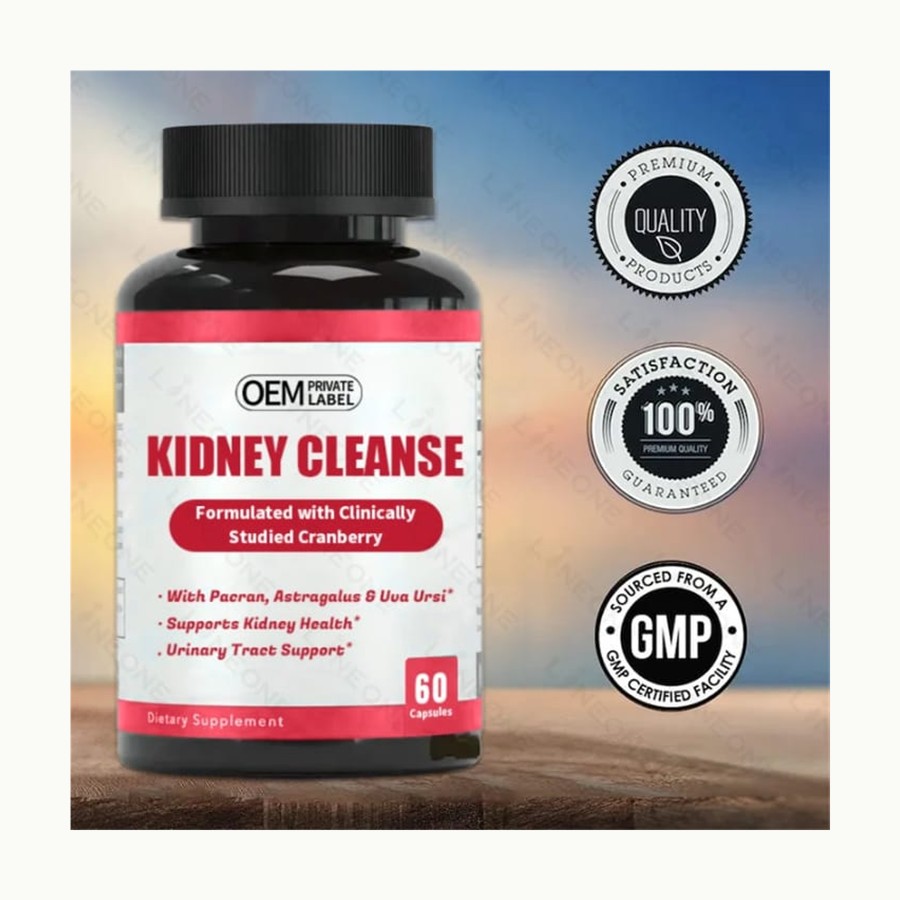 OEM PRIVATE
LABEL
KIDNEY CLEANSE
Formulated with Clinically
Studied Cranberry
· With Pacran, Astragalus & Uva Ursi*
· Supports Kidney Health*
. Urinary Tract Support*
60
Capsules
Dietary Supplement
PREMIUM
QUALITY
PRODUCTS
SATISFACTION
100%
PREMIUM QUALITY
GUARANTEED
SOURCED FROM A
GMP
GMP CERTIFIED FACILITY
LINEONE